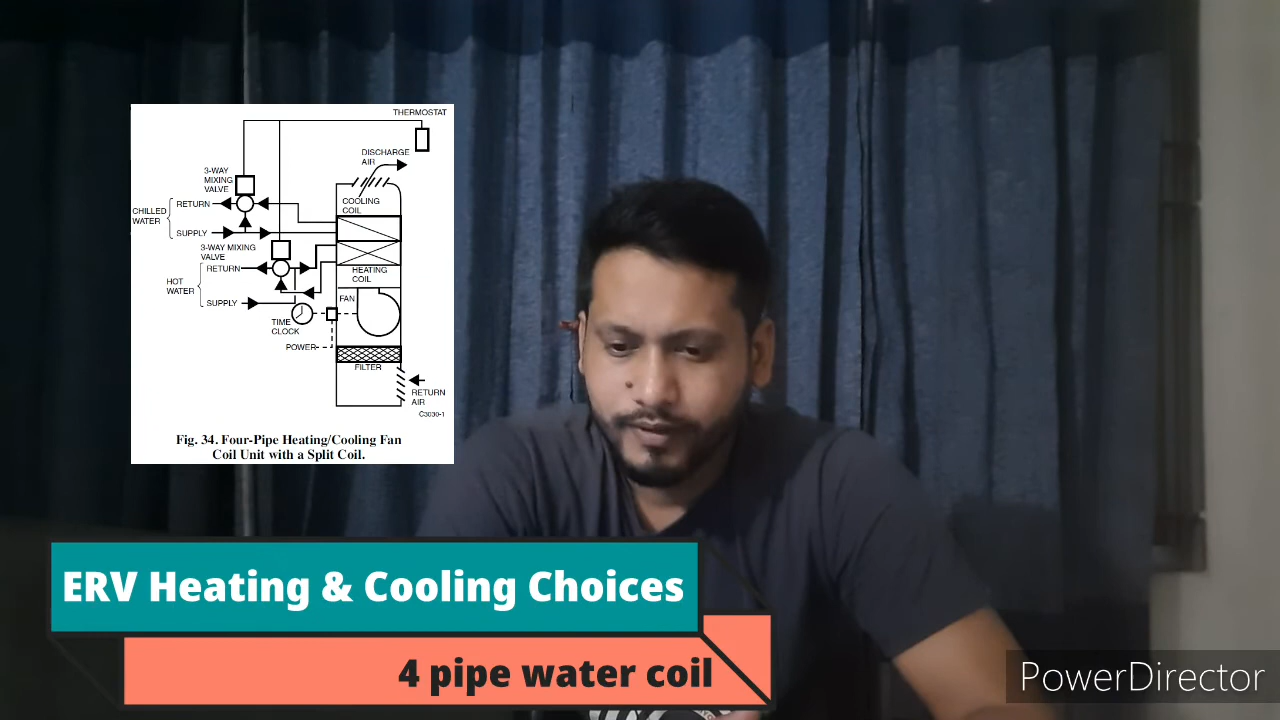 THERMOSTAT
DISCHARGE
AIR
3-WAY
MIXING
VALVE
COOLING
COIL
RETURN
CHILLED
WATER
SUPPLY
3-WAY MIXING
VALVE
RETURN
HEATING
COIL
HOT
WATER
FAN
SUPPLY
TIME
CLOCK
POWER
FILTER
RETURN
AIR
C3030-1
Fig. 34. Four-Pipe Heating/Cooling Fan
Coil Unit with a Split Coil.
ERV Heating & Cooling Choices
4 pipe water coil
PowerDirector